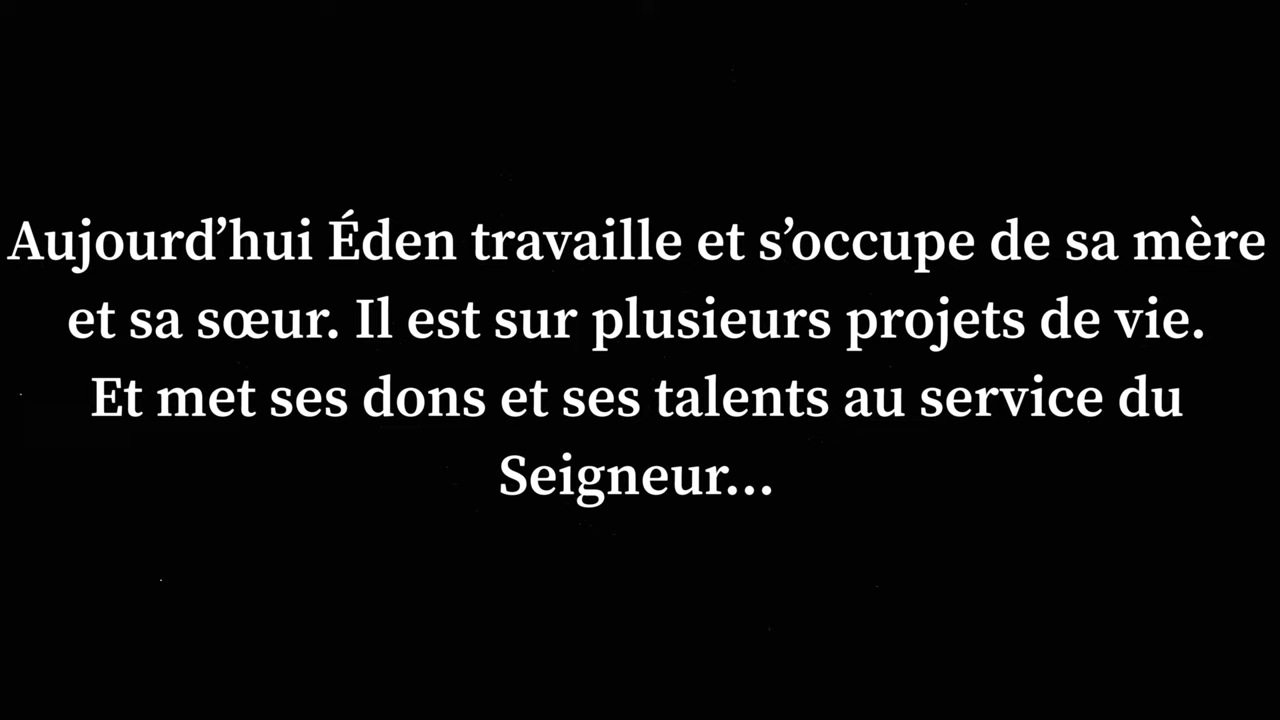 Aujourd’hui Éden travaille et s’occupe de sa mère
et sa sœur. Il est sur plusieurs projets de vie.
Et met ses dons et ses talents au service du
Seigneur...